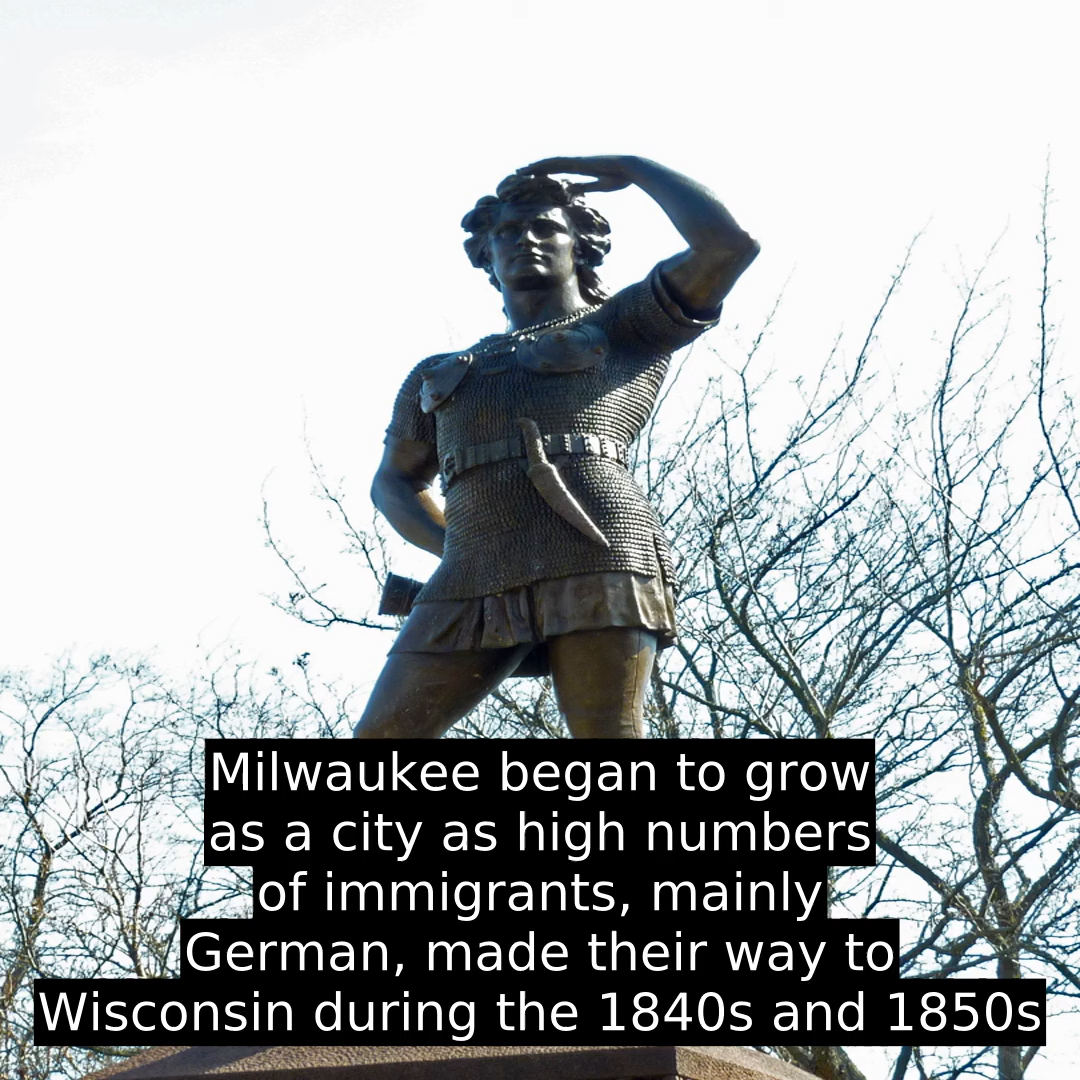 Milwaukee began to grow
as a city as high numbers
of immigrants, mainly
German, made their way to
Wisconsin during the 1840s and 1850s